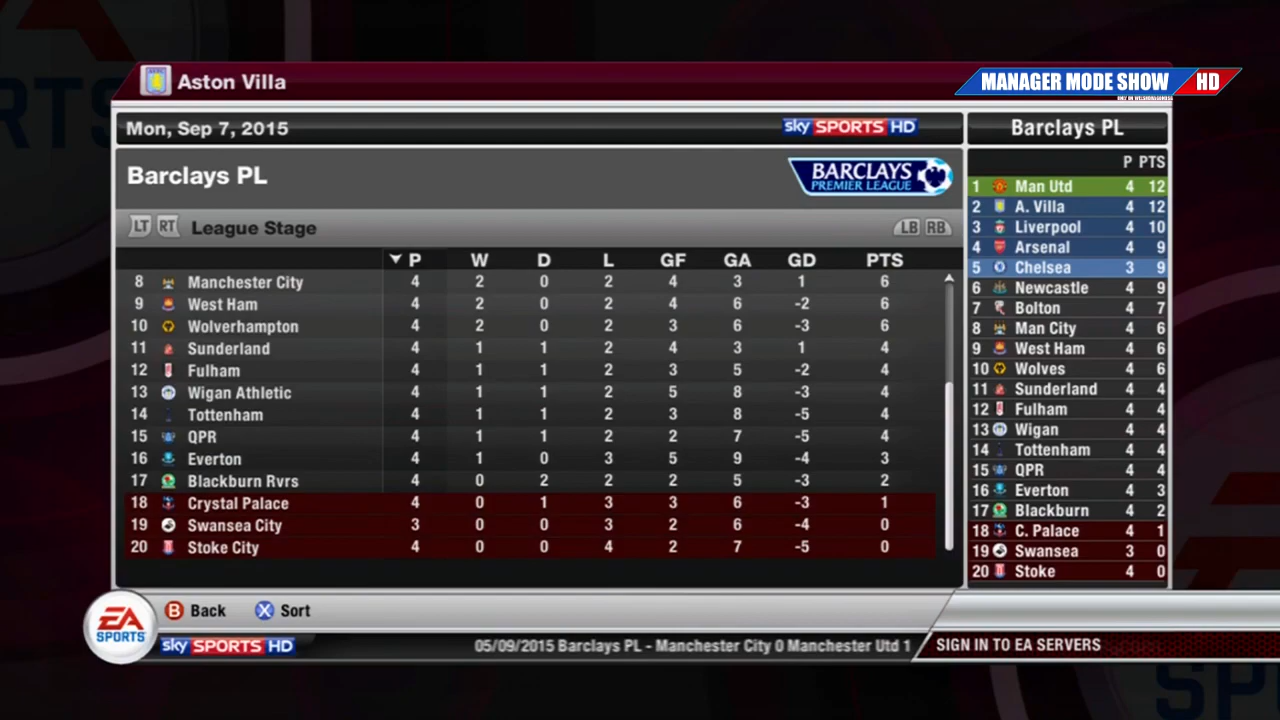 Aston Villa
MANAGER MODE SHOW HD
Mon, Sep 7, 2015
sky SPORTS HD
Barclays PL
Barclays PL
BARCLAYS
PREMIER LEAGUE
LT RT League Stage LB RB
P W D L GF GA GD PTS
8 Manchester City 4 2 0 2 4 3 1 6
9 West Ham 4 2 0 2 4 6 -2 6
10 Wolverhampton 4 2 0 2 3 6 -3 6
11 Sunderland 4 1 1 2 4 3 1 4
12 Fulham 4 1 1 2 3 5 -2 4
13 Wigan Athletic 4 1 1 2 5 8 -3 4
14 Tottenham 4 1 1 2 3 8 -5 4
15 QPR 4 1 1 2 2 7 -5 4
16 Everton 4 1 0 3 5 9 -4 3
17 Blackburn Rvrs 4 0 2 2 2 5 -3 2
18 Crystal Palace 4 0 1 3 3 6 -3 1
19 Swansea City 3 0 0 3 2 6 -4 0
20 Stoke City 4 0 0 4 2 7 -5 0
P PTS
1 Man Utd 4 12
2 A. Villa 4 12
3 Liverpool 4 10
4 Arsenal 4 9
5 Chelsea 3 9
6 Newcastle 4 9
7 Bolton 4 7
8 Man City 4 6
9 West Ham 4 6
10 Wolves 4 6
11 Sunderland 4 4
12 Fulham 4 4
13 Wigan 4 4
14 Tottenham 4 4
15 QPR 4 4
16 Everton 4 3
17 Blackburn 4 2
18 C. Palace 4 1
19 Swansea 3 0
20 Stoke 4 0
B Back X Sort
EA
SPORTS
sky SPORTS HD
05/09/2015 Barclays PL - Manchester City 0 Manchester Utd 1
SIGN IN TO EA SERVERS